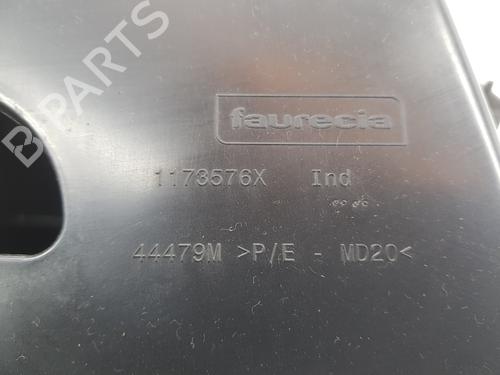 B-PARTS
faurecia
1173576X Ind
44479M >P/E - MD20<